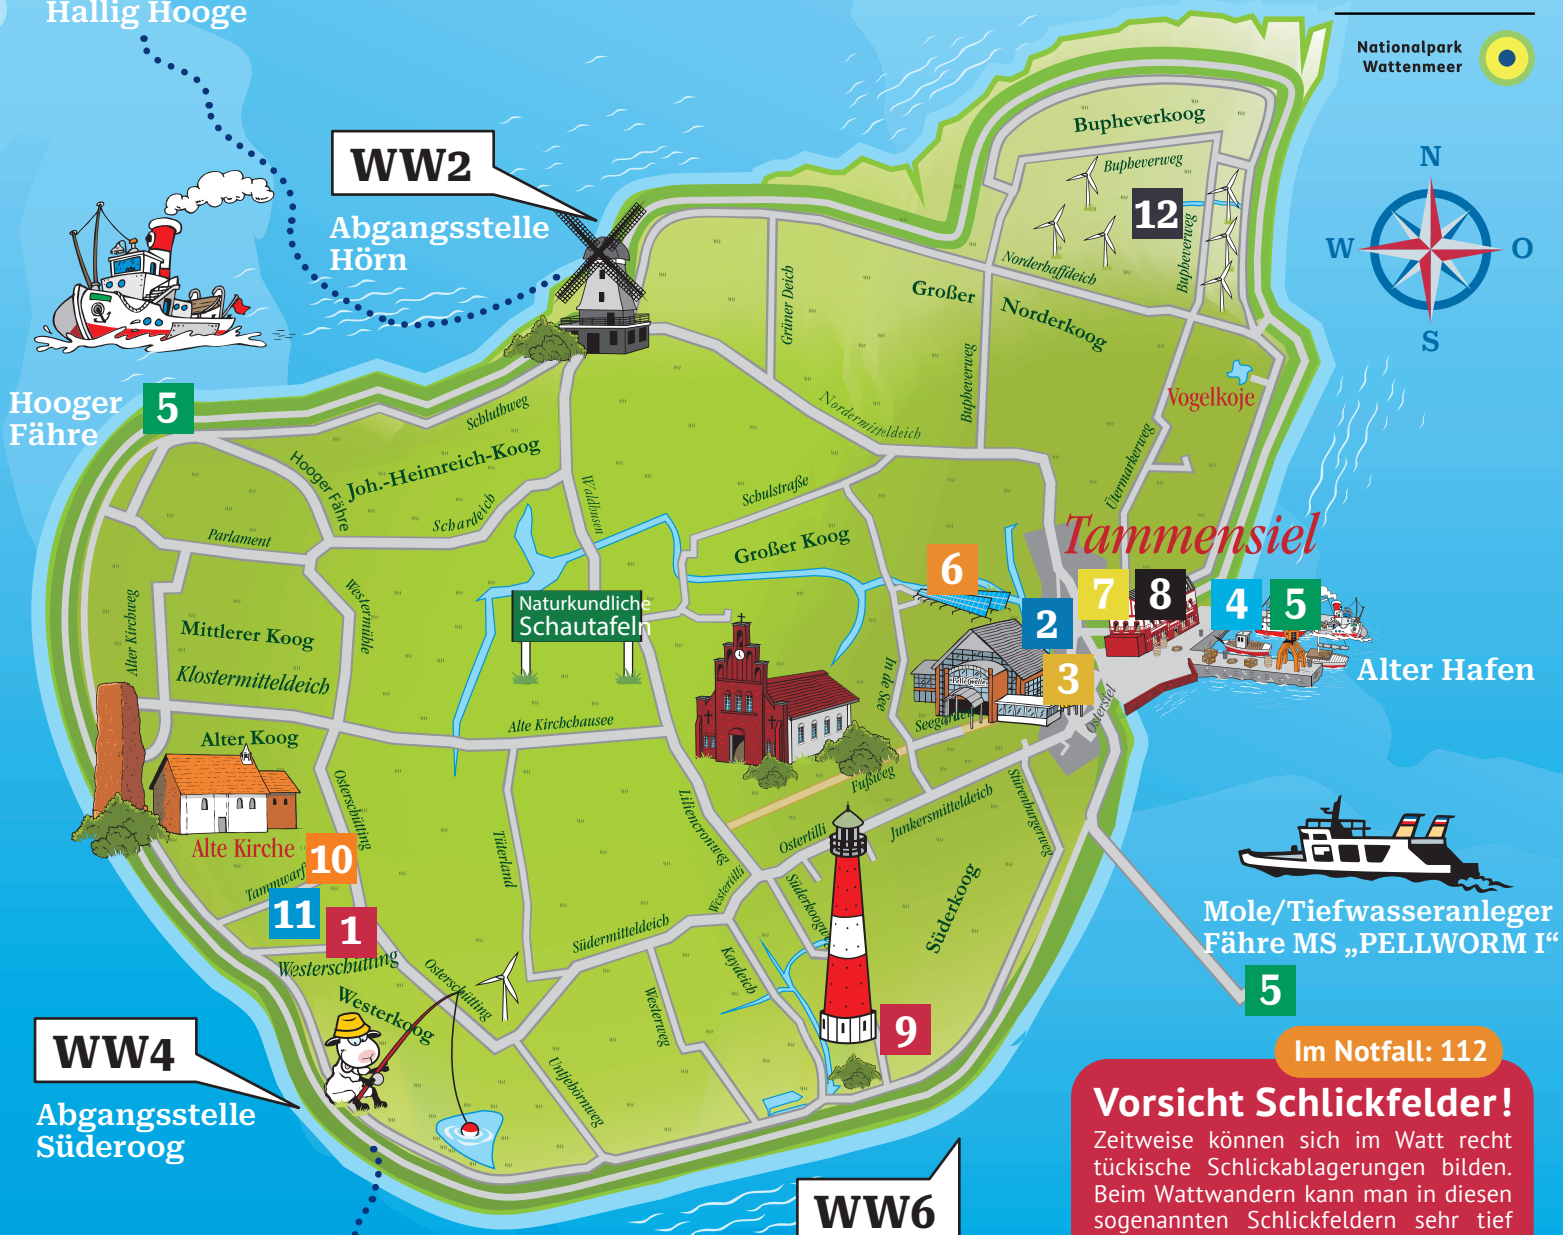 Hallig Hooge
Nationalpark
Wattenmeer
N
W
O
S
WW2
Abgangsstelle
Hörn
Bupheverkoog
Bupheverweg
12
Bupheverweg
Norderhaffdeich
Großer
Norderkoog
Grüner Deich
Bupheverweg
Vogelkoje
Nordermitteldeich
Ütermarkerweg
Hooger
Fähre
5
Schluthweg
Joh.-Heimreich-Koog
Hooger Fähre
Schardeich
Waldhusen
Schulstraße
Großer Koog
Parlament
Tammensiel
6
7
8
4
5
2
3
Alter Hafen
Naturkundliche
Schautafeln
Alter Kirchweg
Westermühle
Mittlerer Koog
Klostermitteldeich
In de See
Seegarden
Ostersiel
Alte Kirchchausee
Alter Koog
Fußweg
Osterschütting
Liliencronweg
Junkersmitteldeich
Stürenburgerweg
Ostertilli
Tüterland
Alte Kirche
10
Tammwarf
11
1
Westertilli
Süderkoog
Südermitteldeich
Westerschütting
Osterschütting
Kaydeich
Westerkoog
Westerweg
9
Untjehörnweg
Mole/Tiefwasseranleger
Fähre MS „PELLWORM I“
5
WW4
Abgangsstelle
Süderoog
WW6
Im Notfall: 112
Vorsicht Schlickfelder!
Zeitweise können sich im Watt recht
tückische Schlickablagerungen bilden.
Beim Wattwandern kann man in diesen
sogenannten Schlickfeldern sehr tief